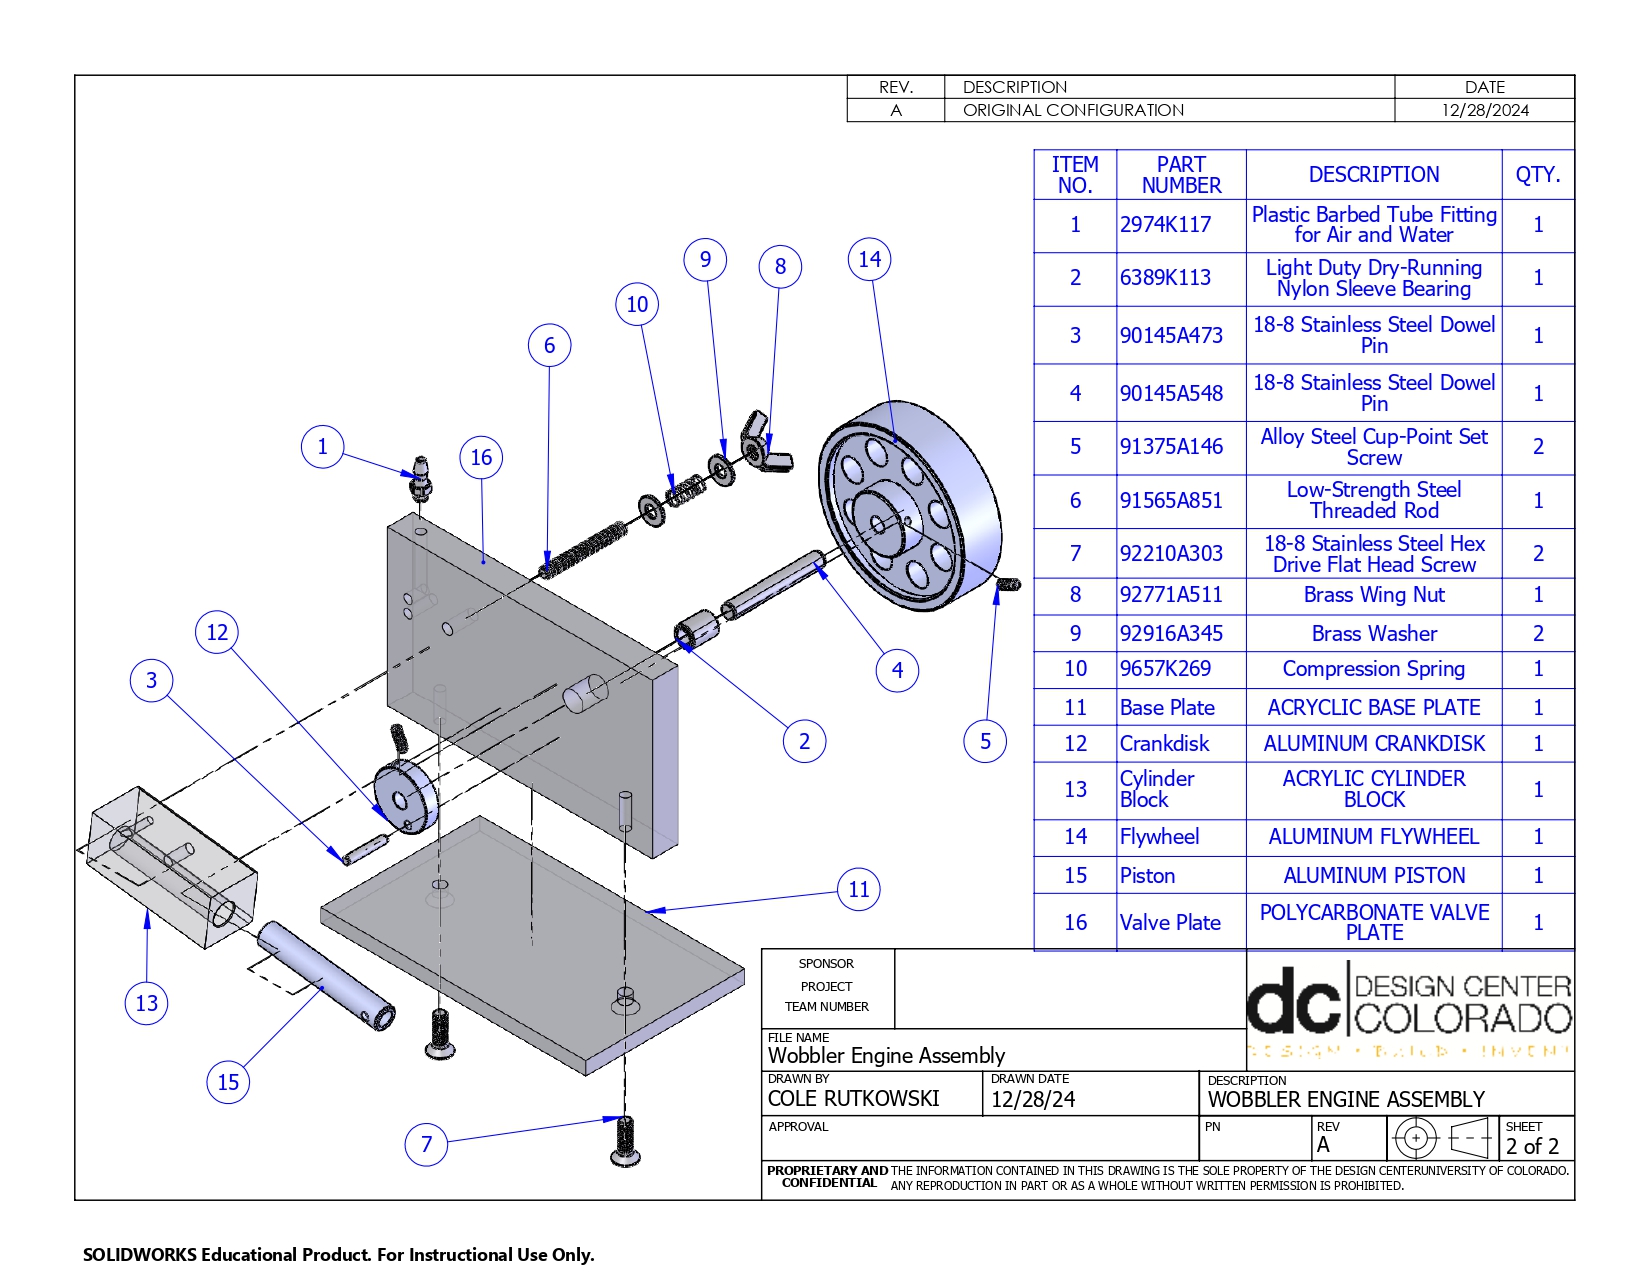 REV. DESCRIPTION DATE
A ORIGINAL CONFIGURATION 12/28/2024
ITEM NO. PART NUMBER DESCRIPTION QTY.
1 2974K117 Plastic Barbed Tube Fitting for Air and Water 1
2 6389K113 Light Duty Dry-Running Nylon Sleeve Bearing 1
3 90145A473 18-8 Stainless Steel Dowel Pin 1
4 90145A548 18-8 Stainless Steel Dowel Pin 1
5 91375A146 Alloy Steel Cup-Point Set Screw 2
6 91565A851 Low-Strength Steel Threaded Rod 1
7 92210A303 18-8 Stainless Steel Hex Drive Flat Head Screw 2
8 92771A511 Brass Wing Nut 1
9 92916A345 Brass Washer 2
10 9657K269 Compression Spring 1
11 Base Plate ACRYCLIC BASE PLATE 1
12 Crankdisk ALUMINUM CRANKDISK 1
13 Cylinder Block ACRYLIC CYLINDER BLOCK 1
14 Flywheel ALUMINUM FLYWHEEL 1
15 Piston ALUMINUM PISTON 1
16 Valve Plate POLYCARBONATE VALVE PLATE 1
9
8
14
10
6
1
16
12
3
4
2
5
11
13
15
7
SPONSOR
PROJECT
TEAM NUMBER
dc DESIGN CENTER
COLORADO
DESIGN • BUILD • INVENT
FILE NAME
Wobbler Engine Assembly
DRAWN BY
COLE RUTKOWSKI
DRAWN DATE
12/28/24
DESCRIPTION
WOBBLER ENGINE ASSEMBLY
APPROVAL
PN
REV
A
SHEET
2 of 2
PROPRIETARY AND CONFIDENTIAL
THE INFORMATION CONTAINED IN THIS DRAWING IS THE SOLE PROPERTY OF THE DESIGN CENTERUNIVERSITY OF COLORADO.
ANY REPRODUCTION IN PART OR AS A WHOLE WITHOUT WRITTEN PERMISSION IS PROHIBITED.
SOLIDWORKS Educational Product. For Instructional Use Only.